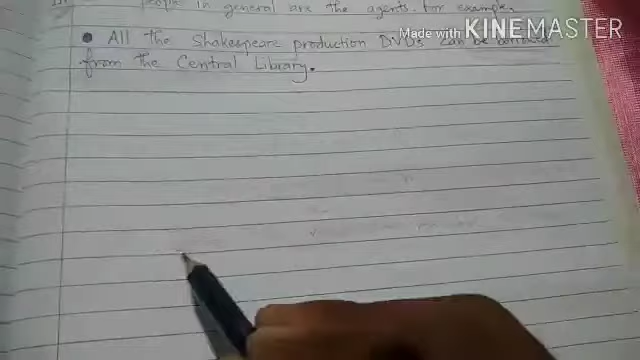 people in general are the agents. For example,
Made with KINEMASTER
• All the Shakespeare production DVDs can be
from the Central Library.